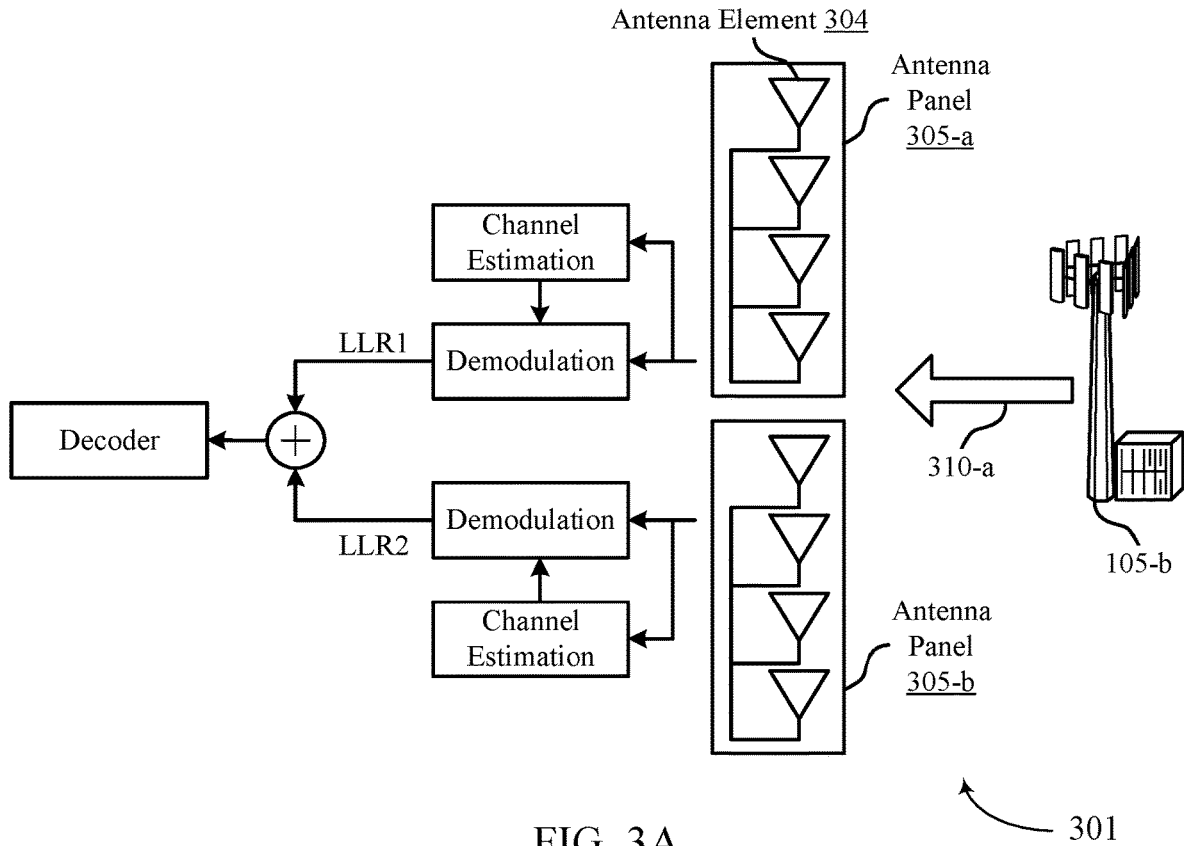 Antenna Element 304
Antenna
Panel
305-a
Channel
Estimation
LLR1
Demodulation
Decoder
+
310-a
Demodulation
LLR2
105-b
Channel
Estimation
Antenna
Panel
305-b
301
FIG. 3A